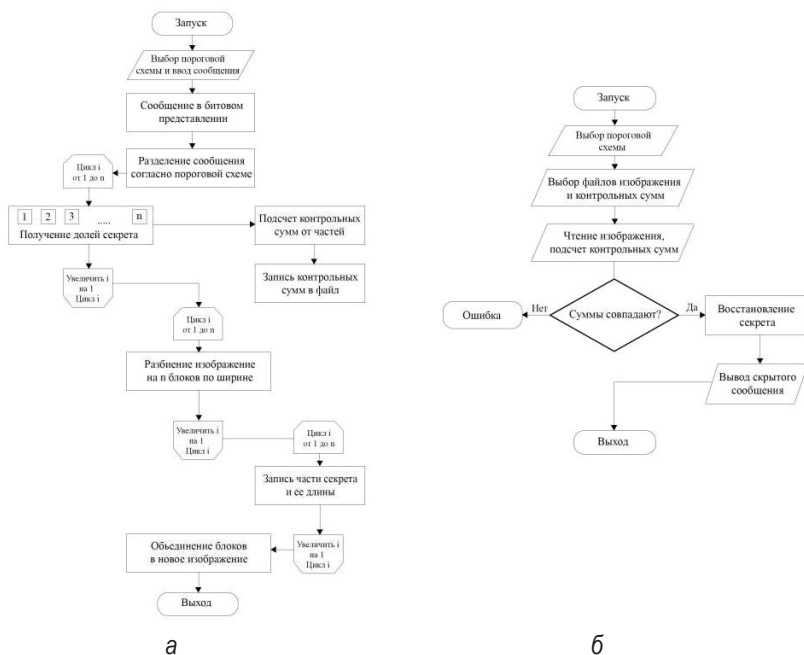 Запуск
Выбор пороговой
схемы и ввод сообщения
Сообщение в битовом
представлении
Разделение сообщения
согласно пороговой схеме
Цикл i
от 1 до n
1 2 3 ..... n
Получение долей секрета
Подсчет контрольных
сумм от частей
Запись контрольных
сумм в файл
Увеличить i
на 1
Цикл i
Цикл i
от 1 до n
Разбиение изображение
на n блоков по ширине
Увеличить i
на 1
Цикл i
Цикл i
от 1 до n
Запись части секрета
и ее длины
Увеличить i
на 1
Цикл i
Объединение блоков
в новое изображение
Выход
а
Запуск
Выбор пороговой
схемы
Выбор файлов изображения
и контрольных сумм
Чтение изображения,
подсчет контрольных сумм
Суммы совпадают?
Нет
Ошибка
Да
Восстановление
секрета
Вывод скрытого
сообщения
Выход
б